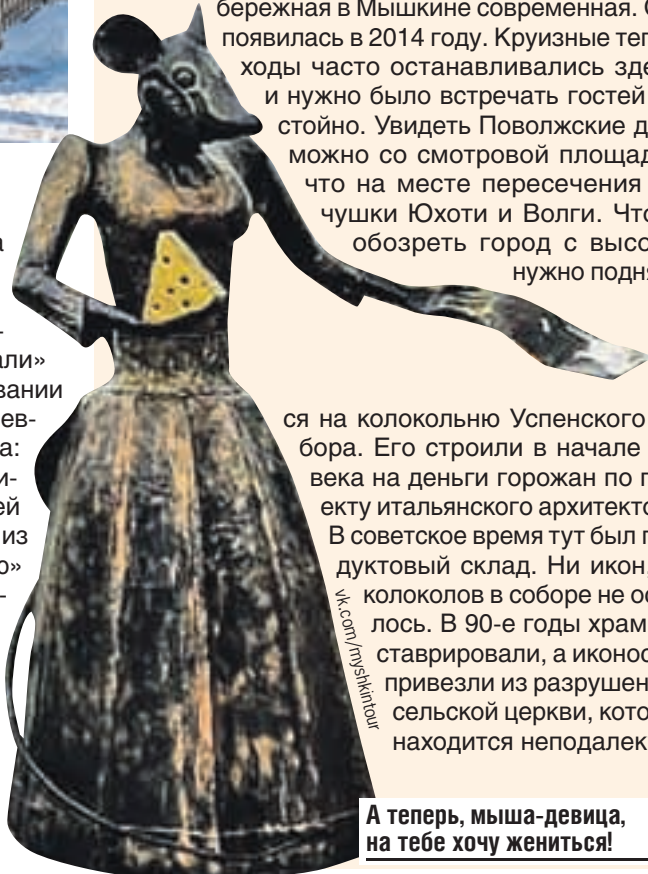 бережная в Мышкине современная.
появилась в 2014 году. Круизные теп
ходы часто останавливались зде
и нужно было встречать гостей
стойно. Увидеть Поволжские д
можно со смотровой площад
что на месте пересечения
чушки Юхоти и Волги. Что
обозреть город с высо
нужно подня
ся на колокольню Успенского
бора. Его строили в начале
века на деньги горожан по п
екту итальянского архитекто
В советское время тут был п
дуктовый склад. Ни икон,
колоколов в соборе не ос
лось. В 90-е годы храм
ставрировали, а иконос
привезли из разрушен
сельской церкви, кото
находится неподалек
а
-
али»
вании
ев-
а:
и-
ей
из
о»
-
vk.com/myshkintour
А теперь, мыша-девица,
на тебе хочу жениться!